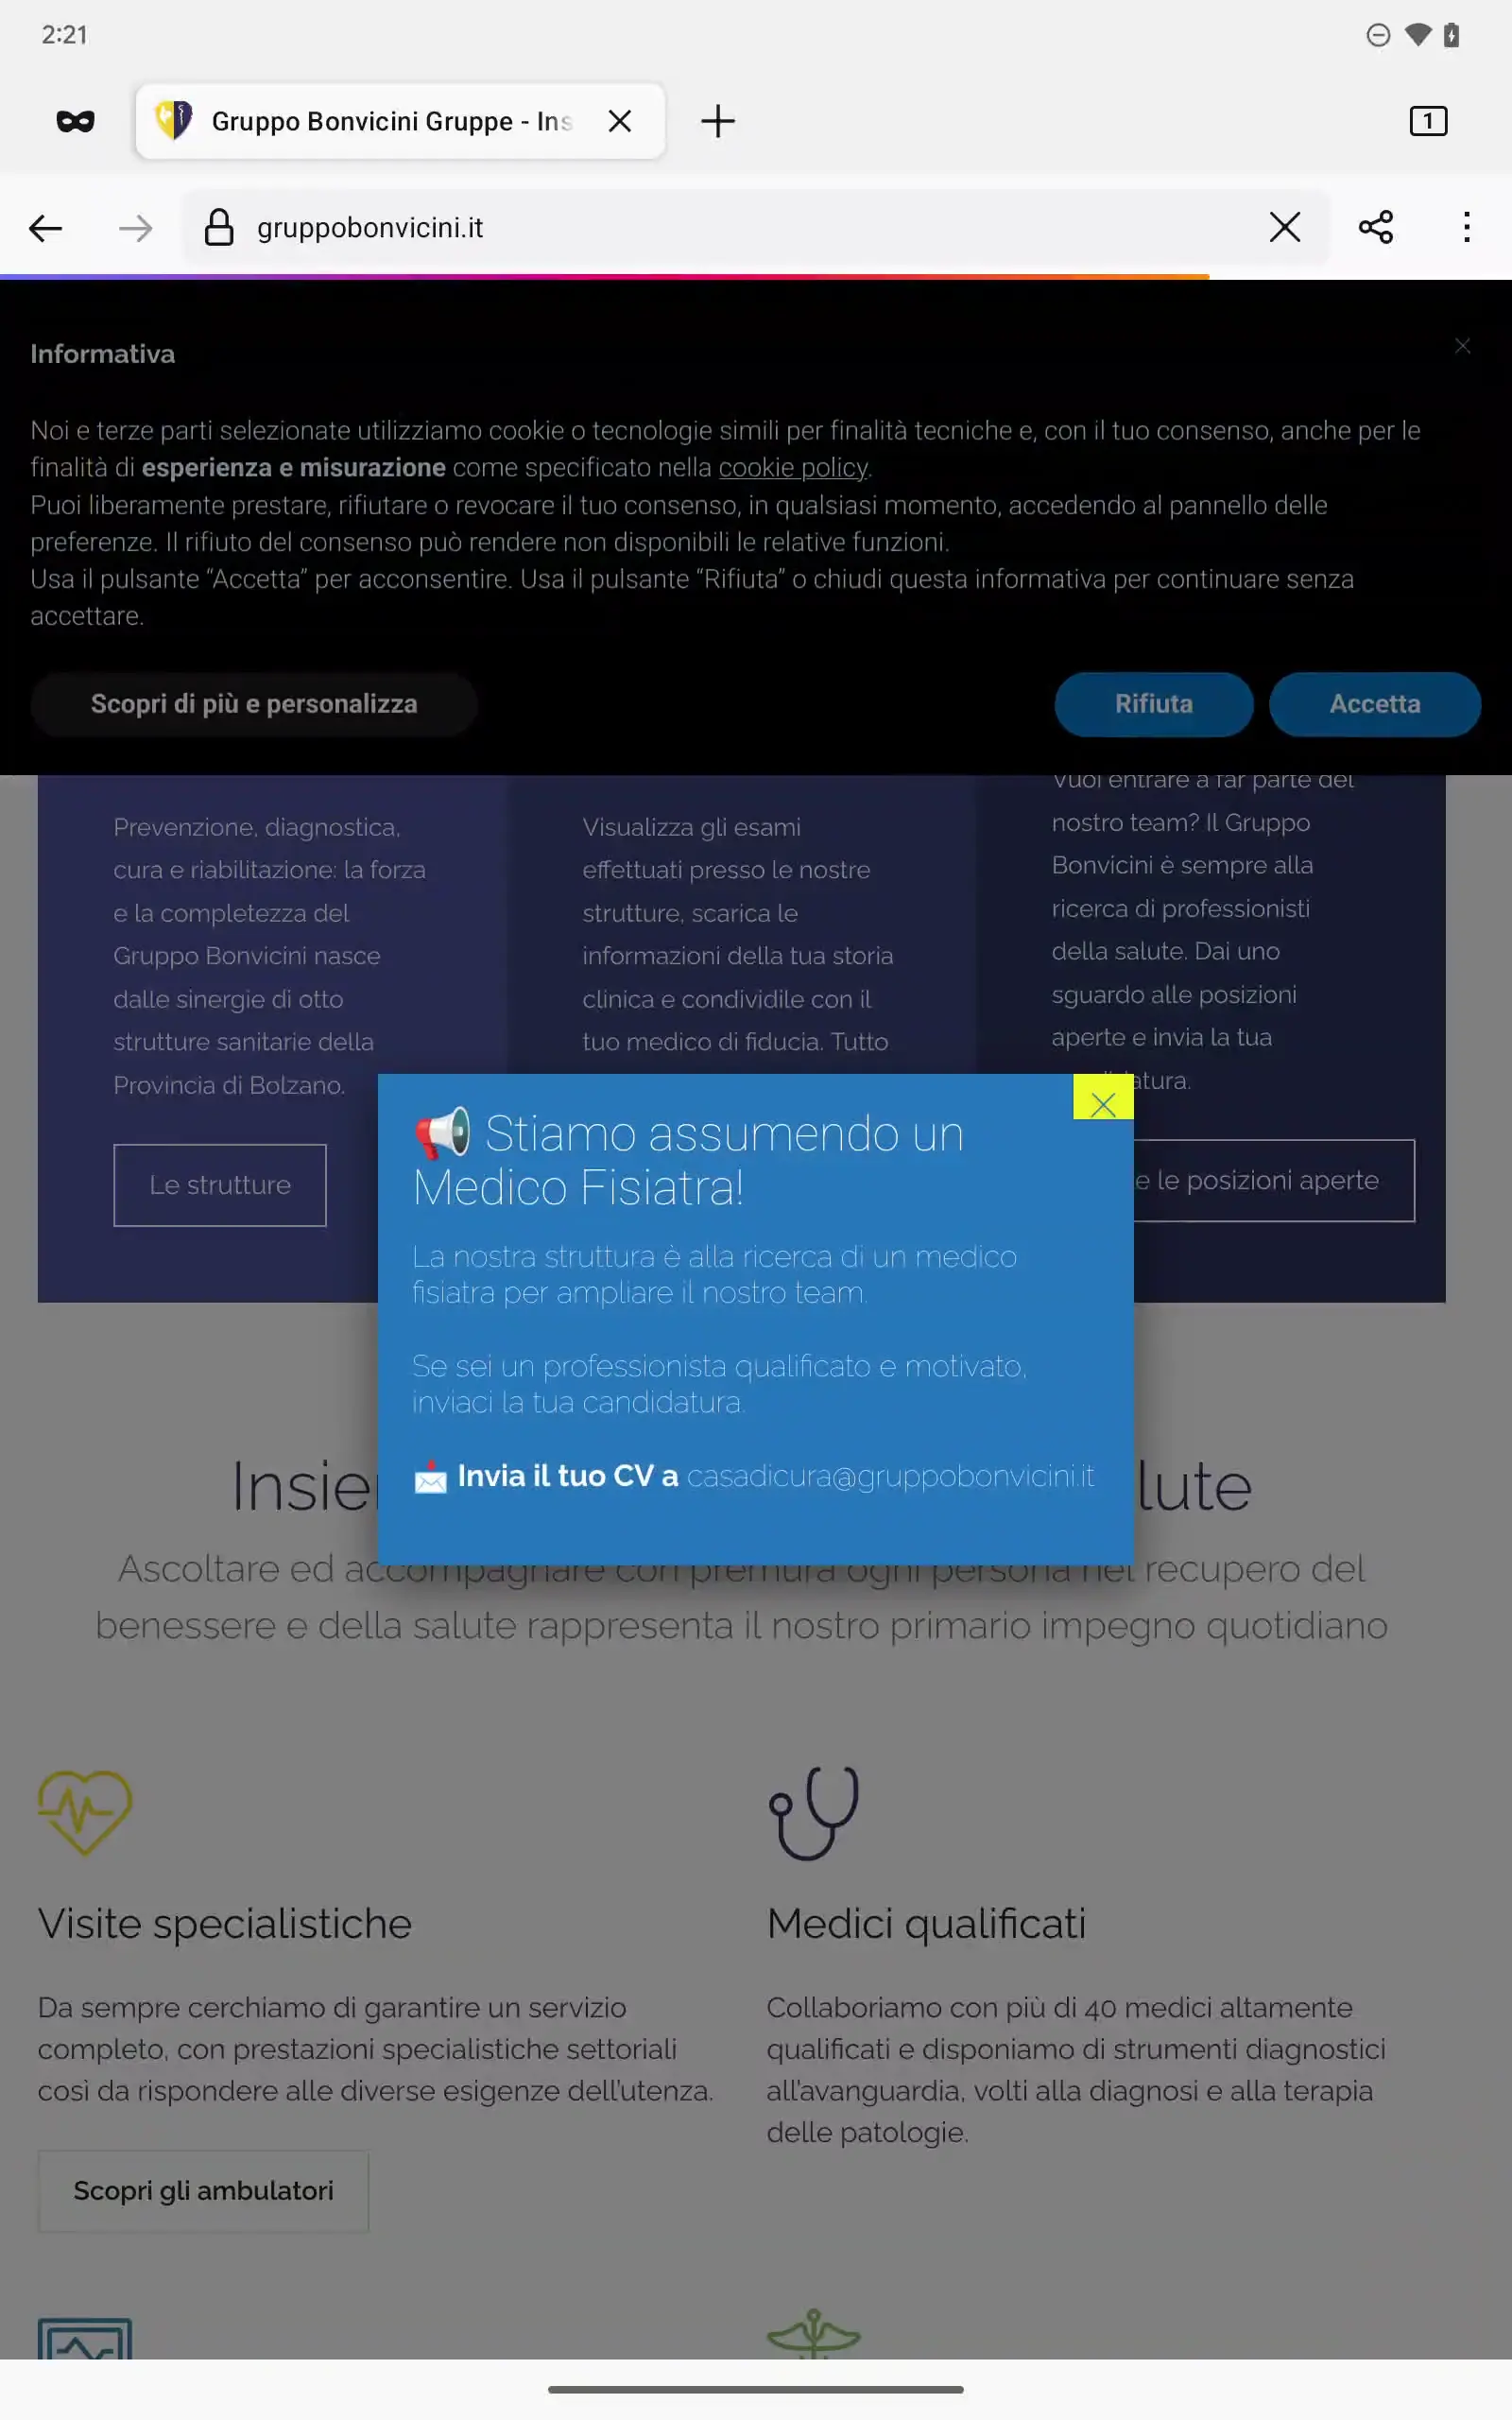 2:21
Gruppo Bonvicini Gruppe - Ins
1
gruppobonvicini.it
Informativa
Noi e terze parti selezionate utilizziamo cookie o tecnologie simili per finalità tecniche e, con il tuo consenso, anche per le
finalità di esperienza e misurazione come specificato nella cookie policy.
Puoi liberamente prestare, rifiutare o revocare il tuo consenso, in qualsiasi momento, accedendo al pannello delle
preferenze. Il rifiuto del consenso può rendere non disponibili le relative funzioni.
Usa il pulsante “Accetta” per acconsentire. Usa il pulsante “Rifiuta” o chiudi questa informativa per continuare senza
accettare.
Scopri di più e personalizza
Rifiuta
Accetta
Prevenzione, diagnostica,
cura e riabilitazione: la forza
e la completezza del
Gruppo Bonvicini nasce
dalle sinergie di otto
strutture sanitarie della
Provincia di Bolzano.
Le strutture
Visualizza gli esami
effettuati presso le nostre
strutture, scarica le
informazioni della tua storia
clinica e condividile con il
tuo medico di fiducia. Tutto
Vuoi entrare a far parte del
nostro team? Il Gruppo
Bonvicini è sempre alla
ricerca di professionisti
della salute. Dai uno
sguardo alle posizioni
aperte e invia la tua
atura.
e le posizioni aperte
Stiamo assumendo un
Medico Fisiatra!
La nostra struttura è alla ricerca di un medico
fisiatra per ampliare il nostro team.
Se sei un professionista qualificato e motivato,
inviaci la tua candidatura.
Invia il tuo CV a casadicura@gruppobonvicini.it
Insie lute
Ascoltare ed accompagnare con premura ogni persona nel recupero del
benessere e della salute rappresenta il nostro primario impegno quotidiano
Visite specialistiche
Da sempre cerchiamo di garantire un servizio
completo, con prestazioni specialistiche settoriali
così da rispondere alle diverse esigenze dell'utenza.
Scopri gli ambulatori
Medici qualificati
Collaboriamo con più di 40 medici altamente
qualificati e disponiamo di strumenti diagnostici
all'avanguardia, volti alla diagnosi e alla terapia
delle patologie.